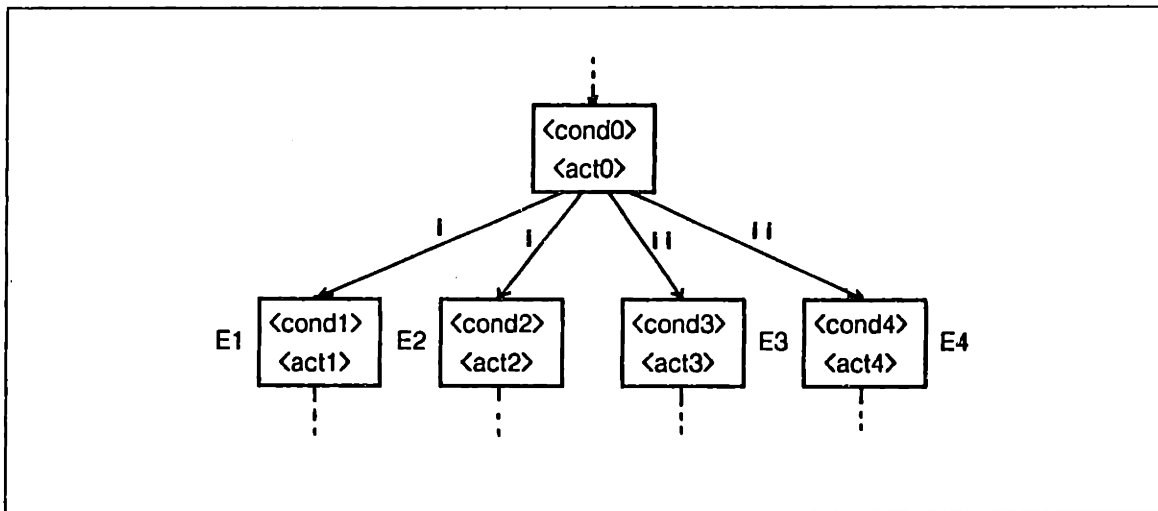 <cond0>
<act0>
i i ii ii
E1 <cond1> E2 <cond2> <cond3> E3 <cond4> E4
<act1> <act2> <act3> <act4>